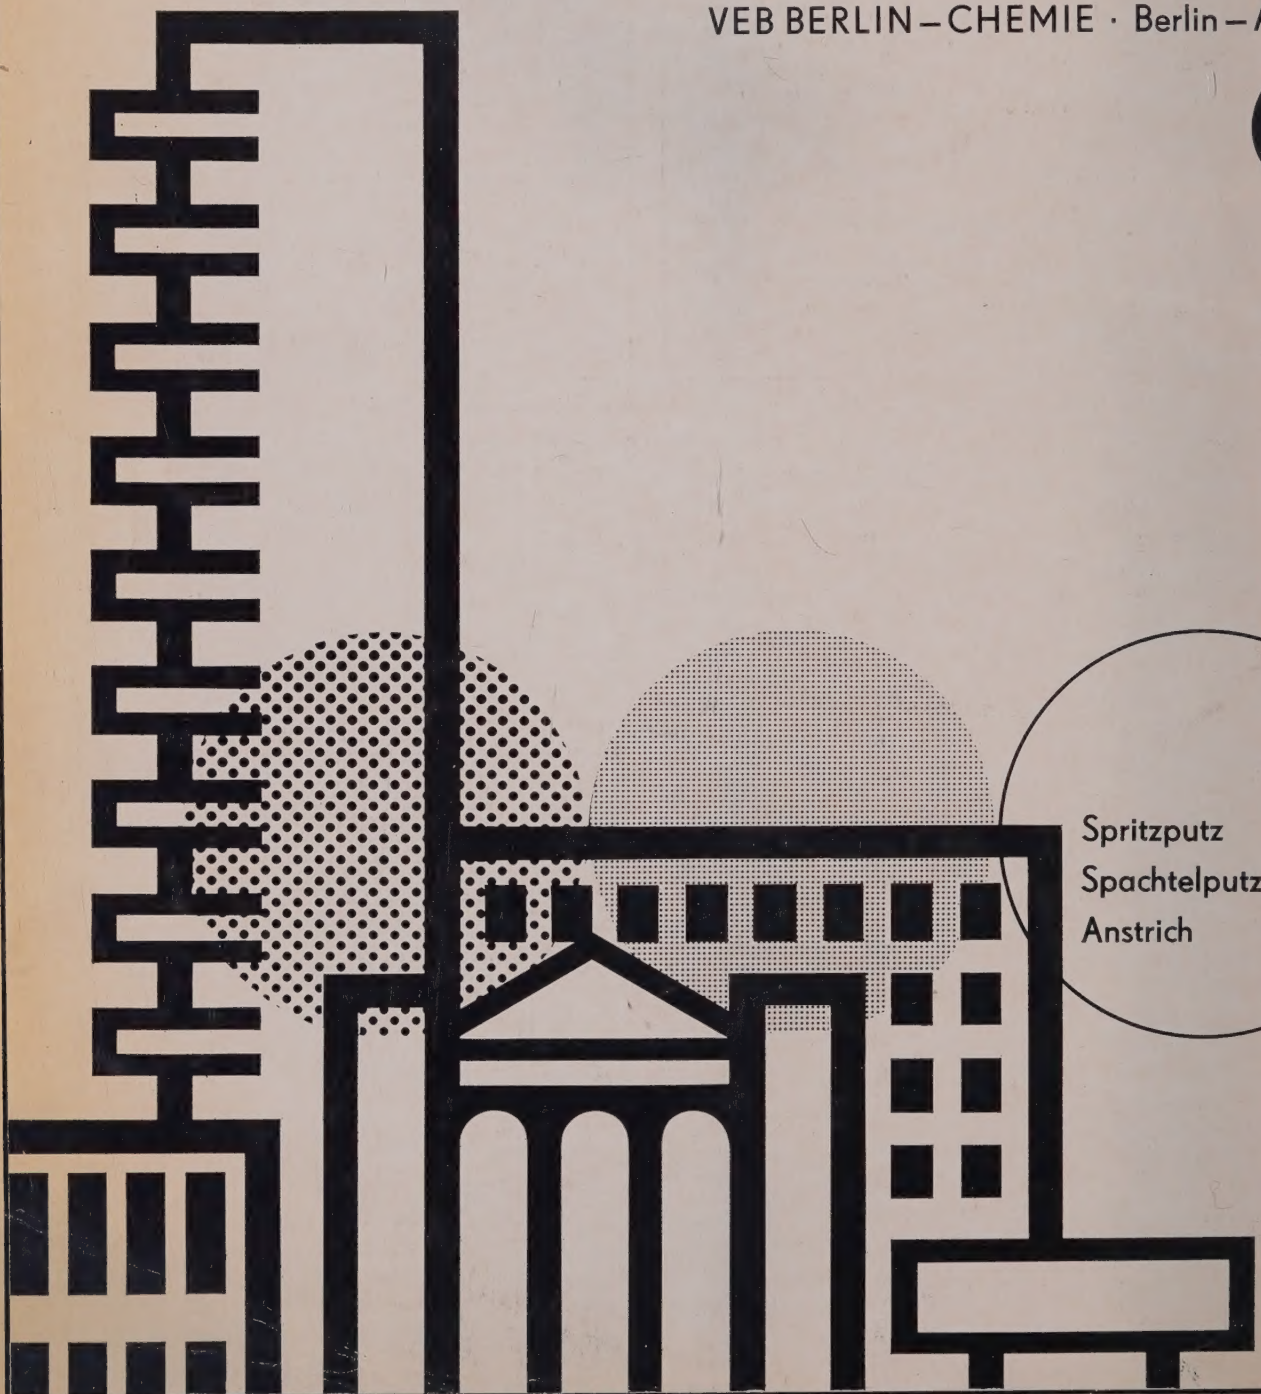 VEB BERLIN–CHEMIE · Berlin –
Spritzputz
Spachtelputz
Anstrich